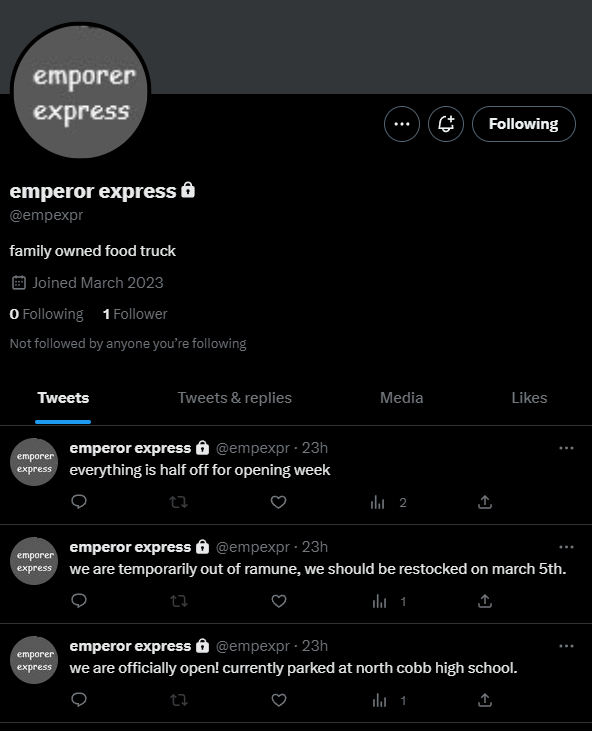 emporer
express
Following
emperor express
@empexpr
family owned food truck
Joined March 2023
0 Following 1 Follower
Not followed by anyone you’re following
Tweets Tweets & replies Media Likes
emporer
express
emperor express @empexpr · 23h
everything is half off for opening week
2
emporer
express
emperor express @empexpr · 23h
we are temporarily out of ramune, we should be restocked on march 5th.
1
emporer
express
emperor express @empexpr · 23h
we are officially open! currently parked at north cobb high school.
1